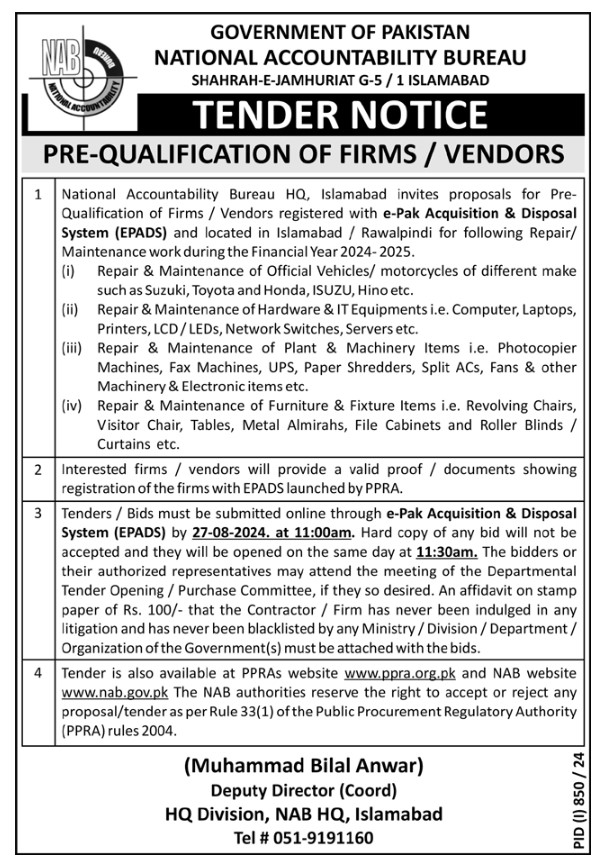 GOVERNMENT OF PAKISTAN
NATIONAL ACCOUNTABILITY BUREAU
SHAHRAH-E-JAMHURIAT G-5 / 1 ISLAMABAD
NAB
BUREAU
NATIONAL ACCOUNTABILITY
TENDER NOTICE
PRE-QUALIFICATION OF FIRMS / VENDORS
1 National Accountability Bureau HQ, Islamabad invites proposals for Pre-
Qualification of Firms / Vendors registered with e-Pak Acquisition & Disposal
System (EPADS) and located in Islamabad / Rawalpindi for following Repair/
Maintenance work during the Financial Year 2024- 2025.
(i) Repair & Maintenance of Official Vehicles/ motorcycles of different make
such as Suzuki, Toyota and Honda, ISUZU, Hino etc.
(ii) Repair & Maintenance of Hardware & IT Equipments i.e. Computer, Laptops,
Printers, LCD / LEDs, Network Switches, Servers etc.
(iii) Repair & Maintenance of Plant & Machinery Items i.e. Photocopier
Machines, Fax Machines, UPS, Paper Shredders, Split ACs, Fans & other
Machinery & Electronic items etc.
(iv) Repair & Maintenance of Furniture & Fixture Items i.e. Revolving Chairs,
Visitor Chair, Tables, Metal Almirahs, File Cabinets and Roller Blinds /
Curtains etc.
2 Interested firms / vendors will provide a valid proof / documents showing
registration of the firms with EPADS launched by PPRA.
3 Tenders / Bids must be submitted online through e-Pak Acquisition & Disposal
System (EPADS) by 27-08-2024. at 11:00am. Hard copy of any bid will not be
accepted and they will be opened on the same day at 11:30am. The bidders or
their authorized representatives may attend the meeting of the Departmental
Tender Opening / Purchase Committee, if they so desired. An affidavit on stamp
paper of Rs. 100/- that the Contractor / Firm has never been indulged in any
litigation and has never been blacklisted by any Ministry / Division / Department /
Organization of the Government(s) must be attached with the bids.
4 Tender is also available at PPRAs website www.ppra.org.pk and NAB website
www.nab.gov.pk The NAB authorities reserve the right to accept or reject any
proposal/tender as per Rule 33(1) of the Public Procurement Regulatory Authority
(PPRA) rules 2004.
(Muhammad Bilal Anwar)
Deputy Director (Coord)
HQ Division, NAB HQ, Islamabad
Tel # 051-9191160
PID (I) 850 / 24